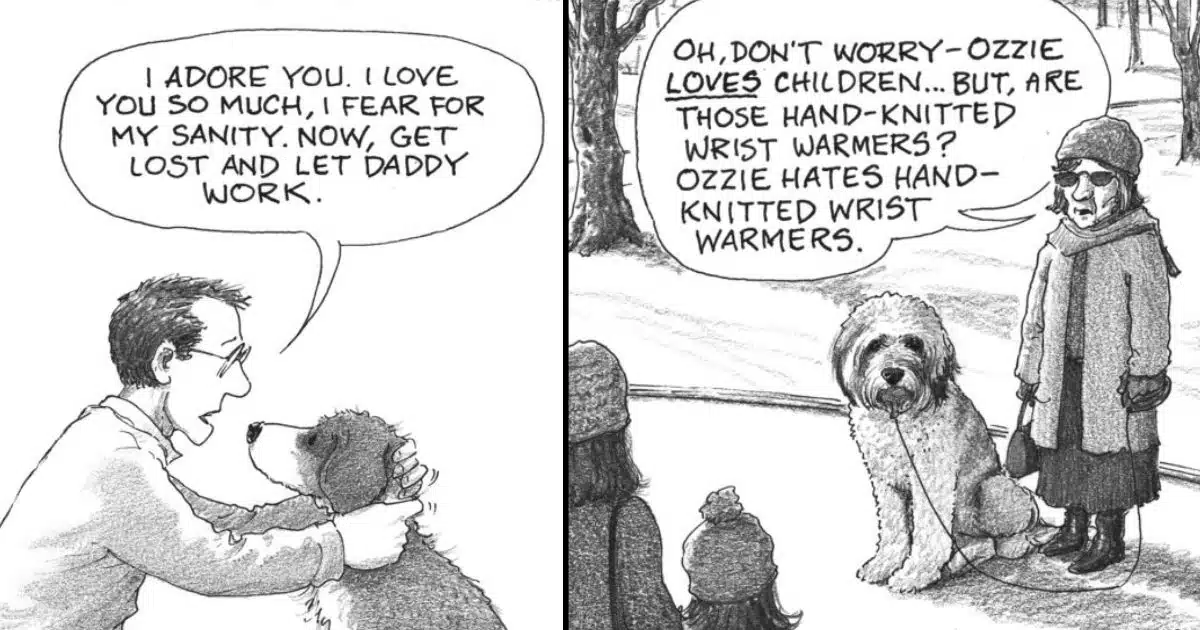 I ADORE YOU. I LOVE
YOU SO MUCH, I FEAR FOR
MY SANITY. NOW, GET
LOST AND LET DADDY
WORK.
OH, DON'T WORRY-OZZIE
LOVES CHILDREN... BUT, ARE
THOSE HAND-KNITTED
WRIST WARMERS?
OZZIE HATES HAND-
KNITTED WRIST
WARMERS.